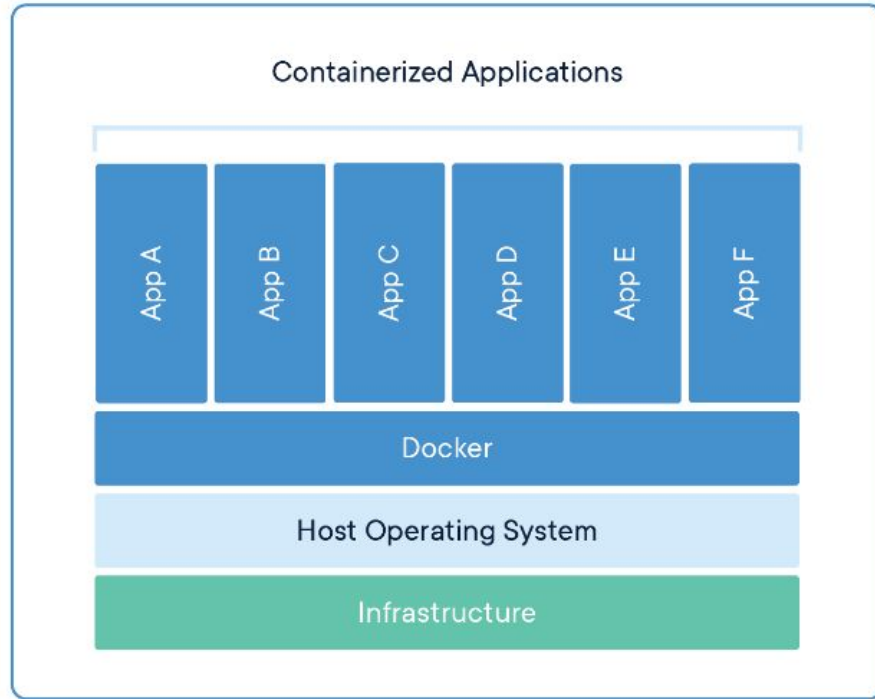 Containerized Applications
App A
App B
App C
App D
App E
App F
Docker
Host Operating System
Infrastructure